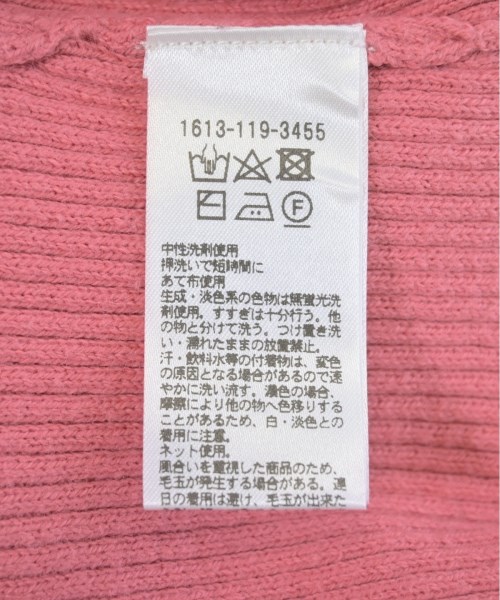 1613-119-3455
F
中性洗剤使用
押洗いで短時間に
あて布使用
生成・淡色系の色物は無蛍光洗
剤使用。すすぎは十分行う。他
の物と分けて洗う。つけ置き洗
い・濡れたままの放置禁止。
汗・飲料水等の付着物は、変色
の原因となる場合があるので速
やかに洗い流す。濃色の場合、
摩擦により他の物へ色移りする
ことがあるため、白・淡色との
着用に注意。
ネット使用。
風合いを重視した商品のため、
毛玉が発生する場合がある。連
日の着用は避け、毛玉が出来た